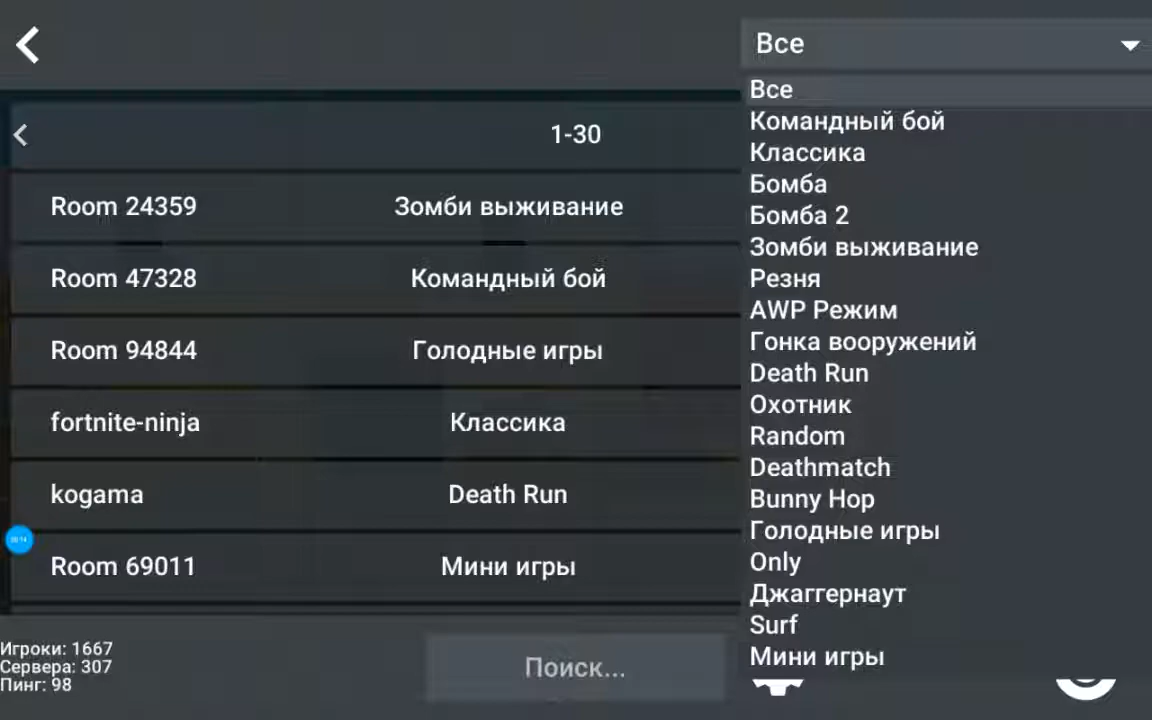 Все
1-30
Room 24359 Зомби выживание
Room 47328 Командный бой
Room 94844 Голодные игры
fortnite-ninja Классика
kogama Death Run
Room 69011 Мини игры
Все
Командный бой
Классика
Бомба
Бомба 2
Зомби выживание
Резня
AWP Режим
Гонка вооружений
Death Run
Охотник
Random
Deathmatch
Bunny Hop
Голодные игры
Only
Джаггернаут
Surf
Мини игры
Игроки: 1667
Сервера: 307
Пинг: 98
Поиск...